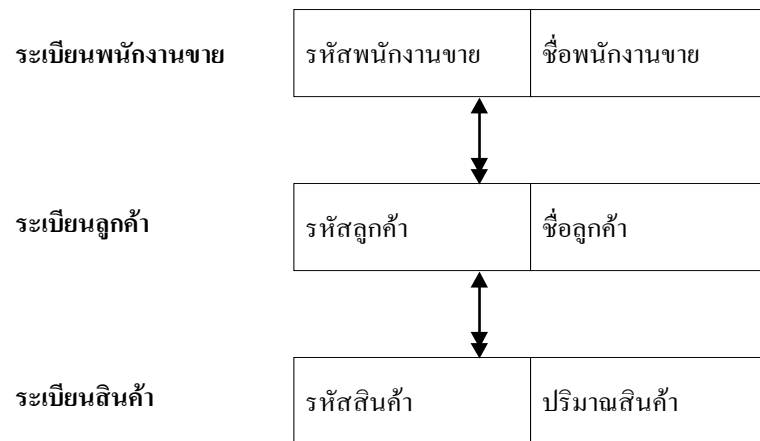 ระเบียนพนักงานขาย รหัสพนักงานขาย ชื่อพนักงานขาย
ระเบียนลูกค้า รหัสลูกค้า ชื่อลูกค้า
ระเบียนสินค้า รหัสสินค้า ปริมาณสินค้า